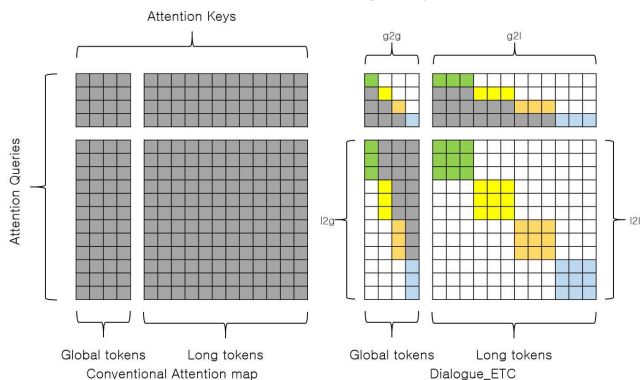 Attention Keys
g2g
g2l
Attention Queries
l2g
l2l
Global tokens
Long tokens
Global tokens
Long tokens
Conventional Attention map
Dialogue_ETC